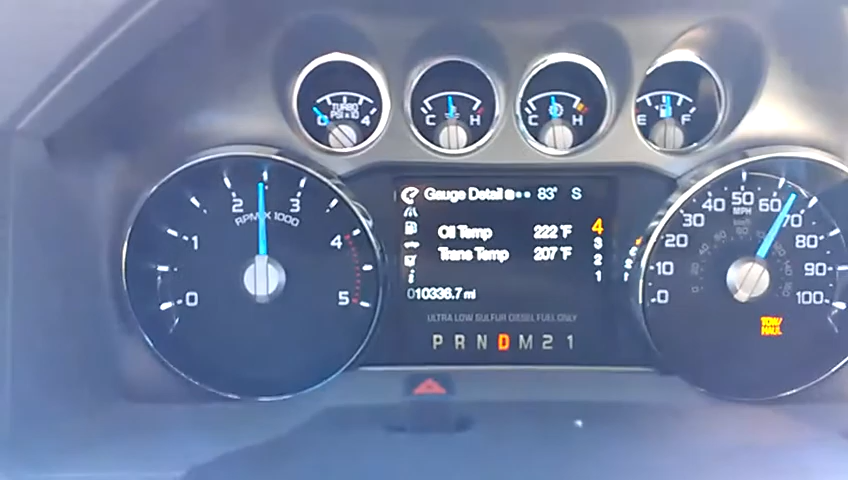 TURBO
PSI x 10
0 4
C H
C H
E F
0 1 2 3 4 5
RPM X 1000
Gauge Detail 83° S
Oil Temp 222 °F
Trans Temp 207 °F
4
3
2
1
010336.7 mi
ULTRA LOW SULFUR DIESEL FUEL ONLY
P R N D M 2 1
0 10 20 30 40 50 60 70 80 90 100
MPH
TOW
HAUL